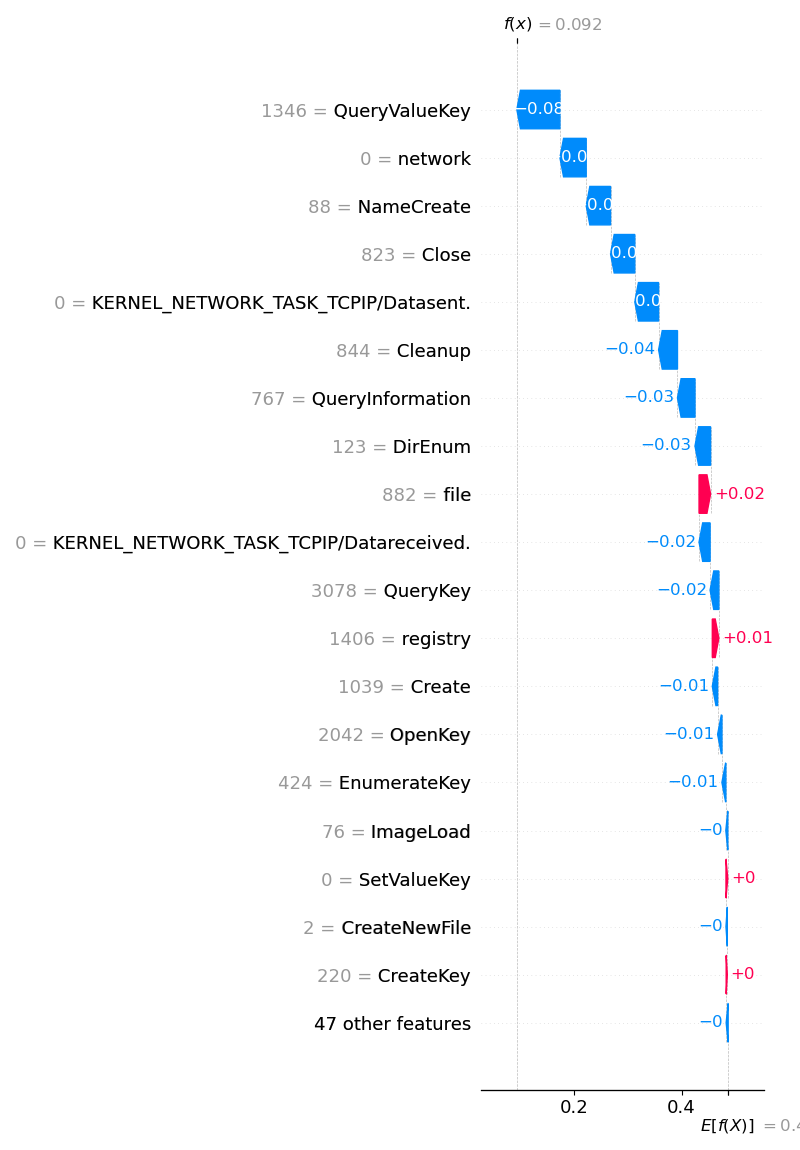 f(x) = 0.092
1346 = QueryValueKey −0.08
0 = network 0.0
88 = NameCreate 0.0
823 = Close 0.0
0 = KERNEL_NETWORK_TASK_TCPIP/Datasent. 0.0
844 = Cleanup −0.04
767 = QueryInformation −0.03
123 = DirEnum −0.03
882 = file +0.02
0 = KERNEL_NETWORK_TASK_TCPIP/Datareceived. −0.02
3078 = QueryKey −0.02
1406 = registry +0.01
1039 = Create −0.01
2042 = OpenKey −0.01
424 = EnumerateKey −0.01
76 = ImageLoad −0
0 = SetValueKey +0
2 = CreateNewFile −0
220 = CreateKey +0
47 other features −0
0.2 0.4
E[f(X)] = 0.4